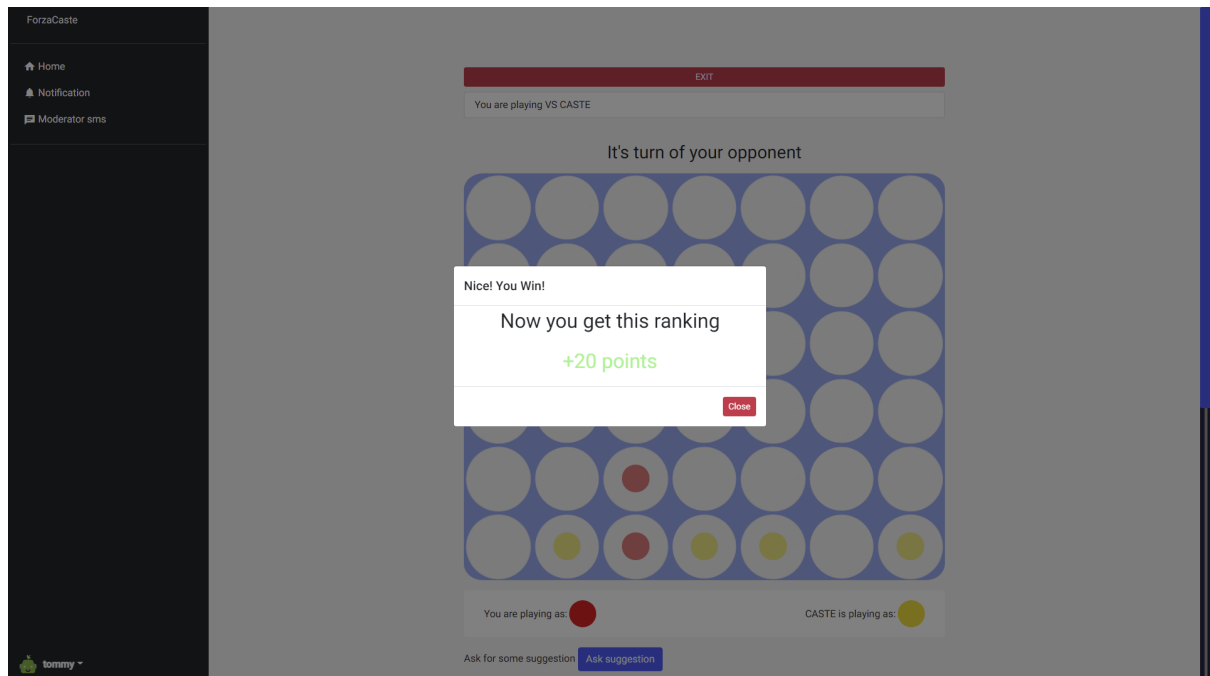 ForzaCaste
Home
Notification
Moderator sms
EXIT
You are playing VS CASTE
It's turn of your opponent
Nice! You Win!
Now you get this ranking
+20 points
Close
You are playing as:
CASTE is playing as:
Ask for some suggestion Ask suggestion
tommy